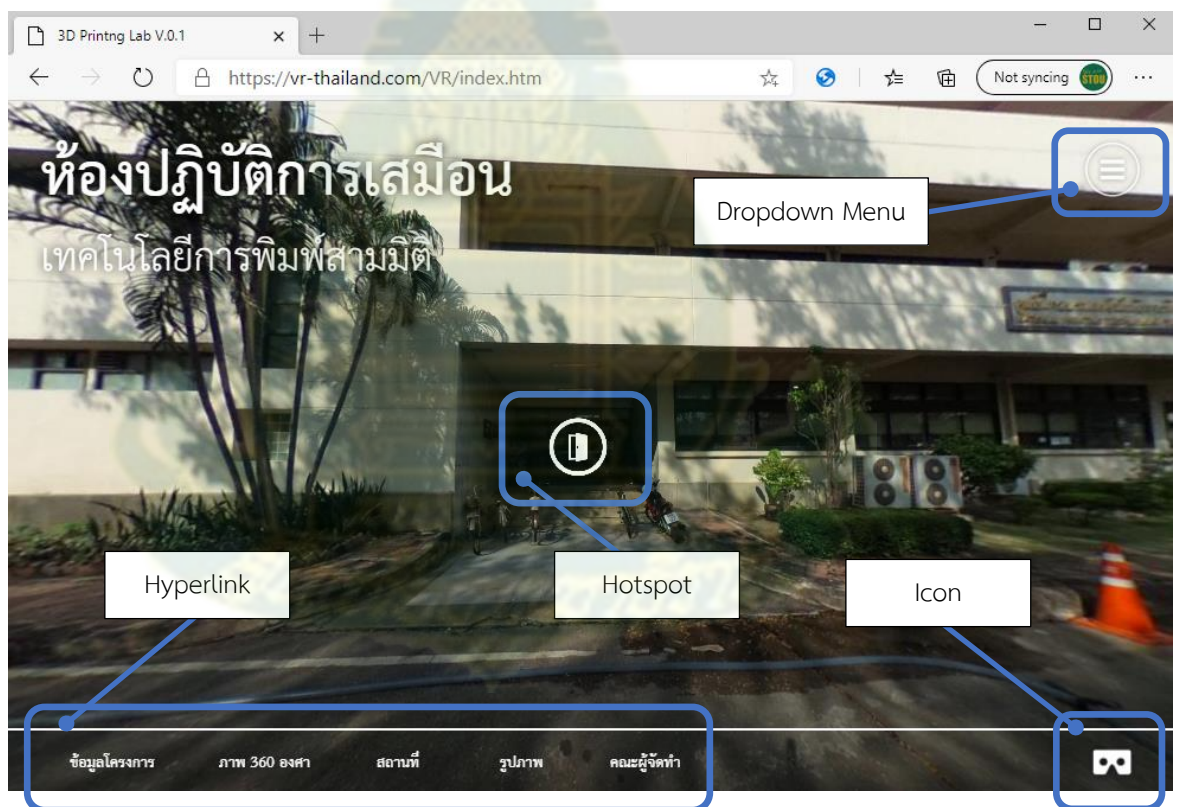 3D Printng Lab V.0.1
https://vr-thailand.com/VR/index.htm
Not syncing
STOU
ห้องปฏิบัติการเสมือน
เทคโนโลยีการพิมพ์สามมิติ
Dropdown Menu
Hyperlink
Hotspot
Icon
ข้อมูลโครงการ ภาพ 360 องศา สถานที่ รูปภาพ คณะผู้จัดทำ